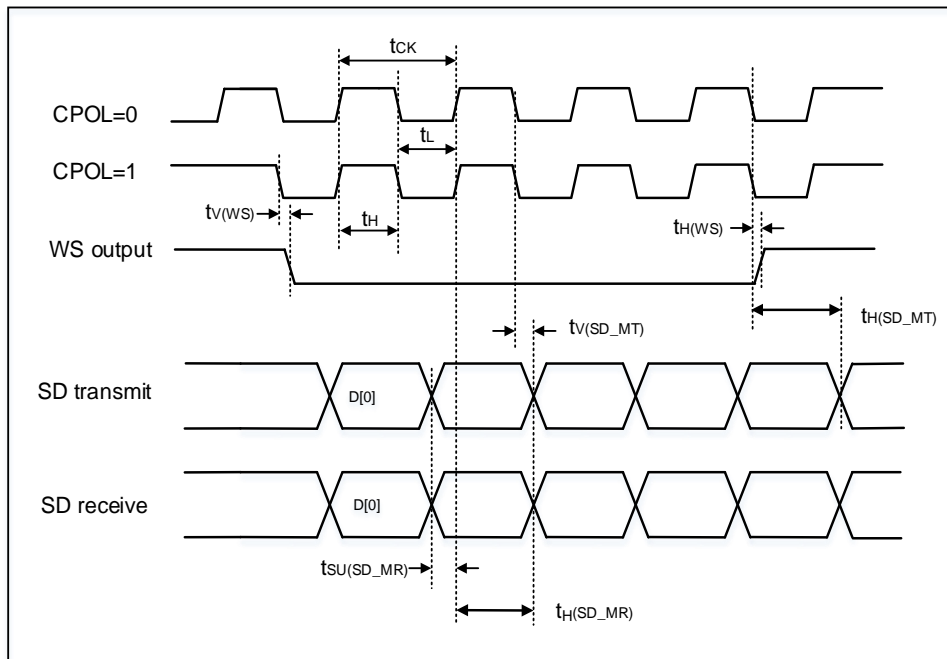 tCK
CPOL=0
tL
CPOL=1
tV(WS)
tH
tH(WS)
WS output
tH(SD_MT)
tV(SD_MT)
SD transmit
D[0]
SD receive
D[0]
tSU(SD_MR)
tH(SD_MR)